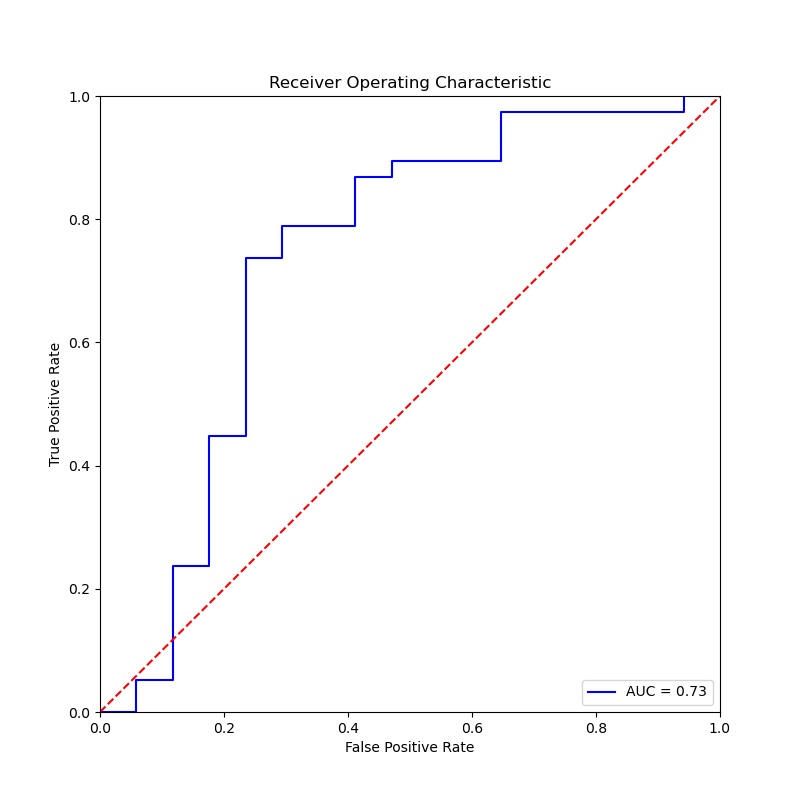 Receiver Operating Characteristic
1.0
0.8
0.6
0.4
0.2
0.0
True Positive Rate
AUC = 0.73
0.0 0.2 0.4 0.6 0.8 1.0
False Positive Rate